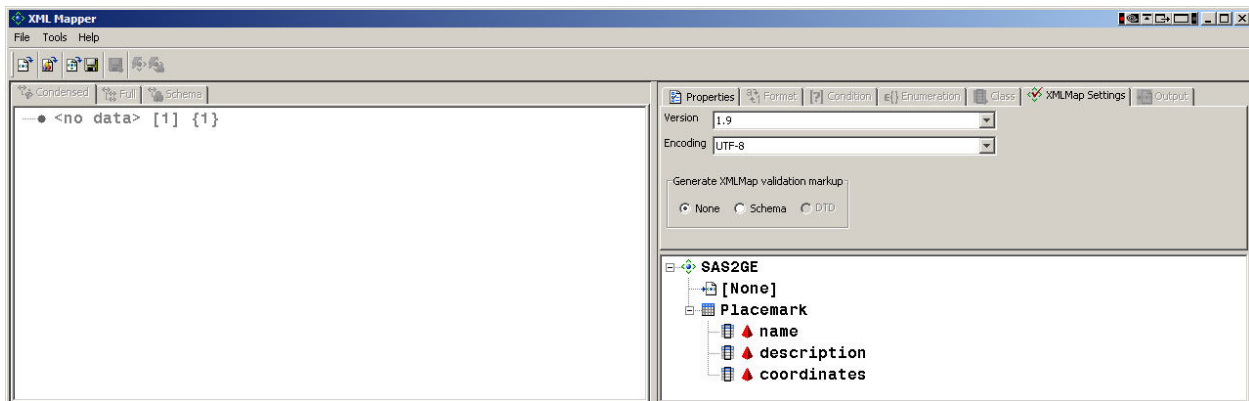 XML Mapper
File Tools Help
Condensed Full Schema
<no data> [1] {1}
Properties Format [?] Condition E{} Enumeration Class XMLMap Settings Output
Version 1.9
Encoding UTF-8
Generate XMLMap validation markup
None Schema DTD
SAS2GE
[None]
Placemark
name
description
coordinates